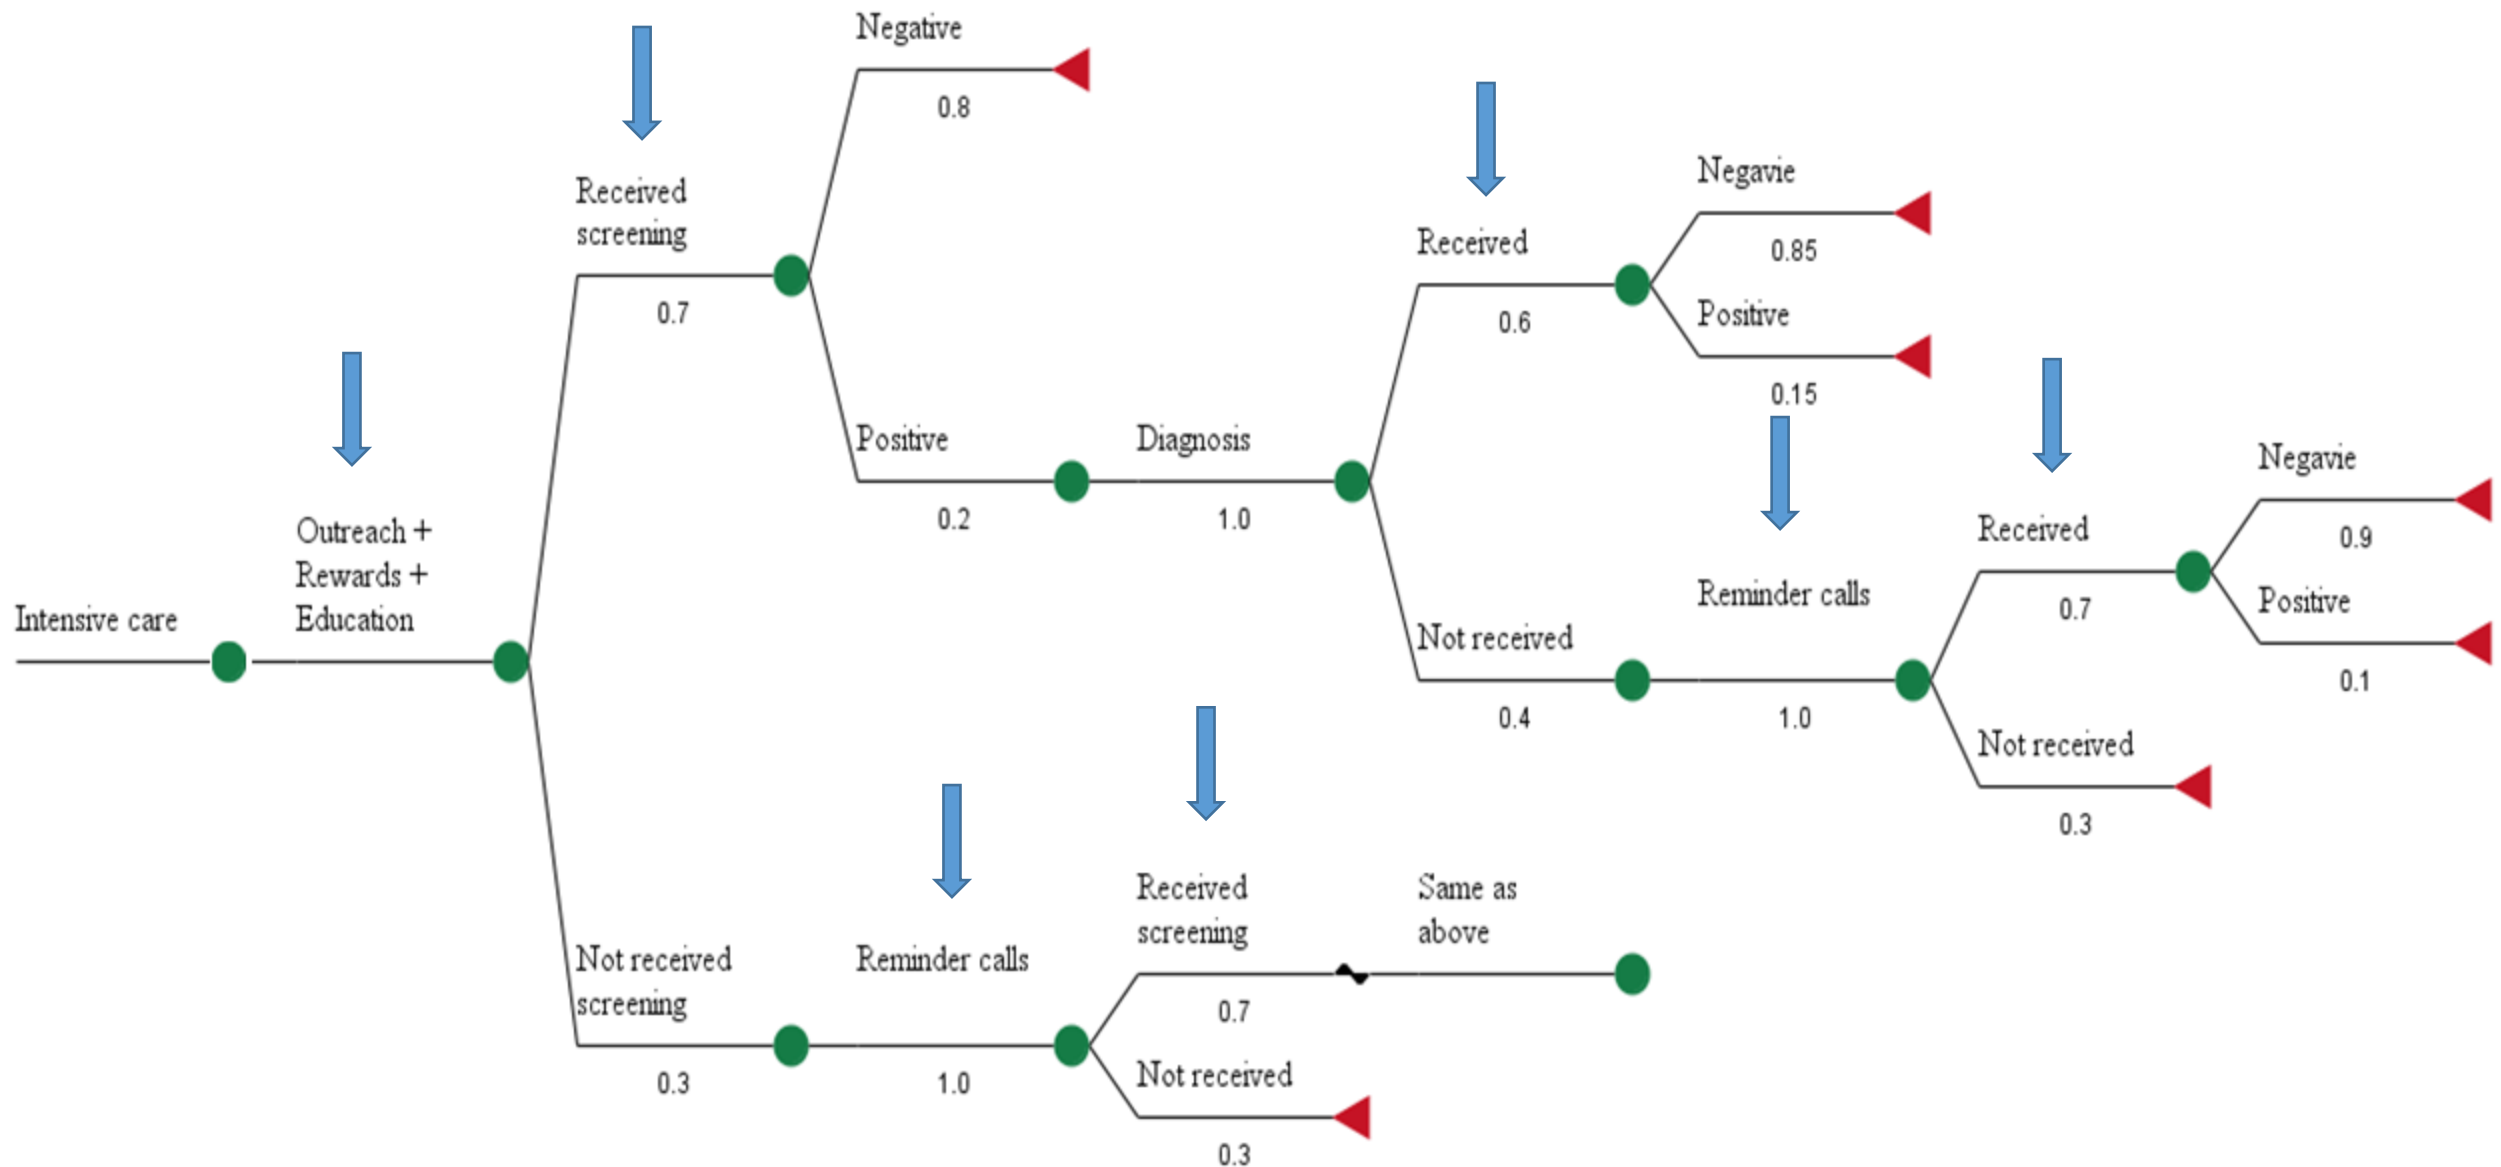 Negative
0.8
Received
screening
0.7
Negavie
0.85
Received
0.6
Positive
0.15
Positive
0.2
Diagnosis
1.0
Negavie
0.9
Received
0.7
Positive
0.1
Outreach +
Rewards +
Education
Intensive care
Not received
0.4
Reminder calls
1.0
Not received
0.3
Not received
screening
0.3
Reminder calls
1.0
Received
screening
0.7
Same as
above
Not received
0.3